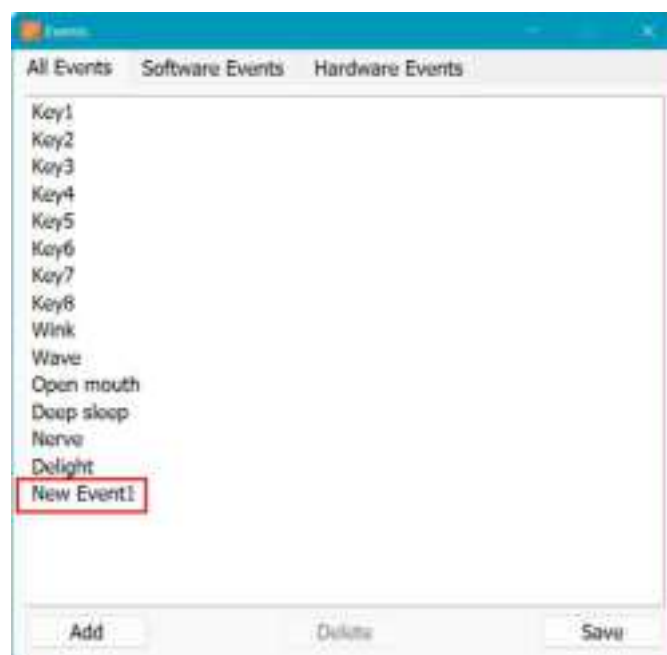 Events
All Events Software Events Hardware Events
Key1
Key2
Key3
Key4
Key5
Key6
Key7
Key8
Wink
Wave
Open mouth
Deep sleep
Nerve
Delight
New Event1
Add Delete Save